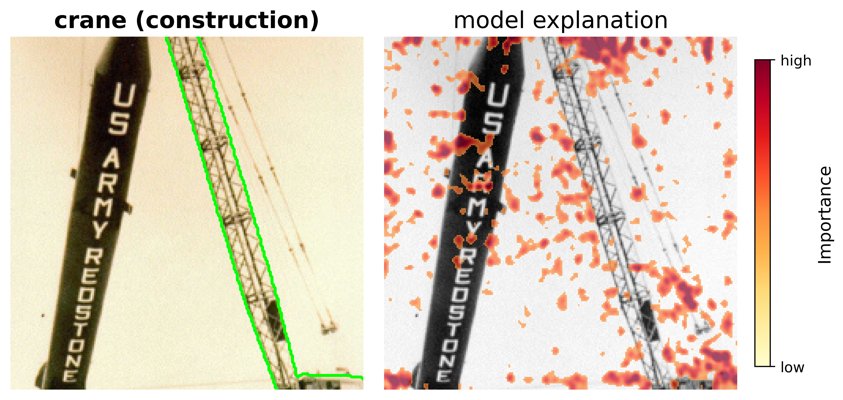 crane (construction)
model explanation
US ARMY REDSTONE
US ARMY REDSTONE
high
Importance
low